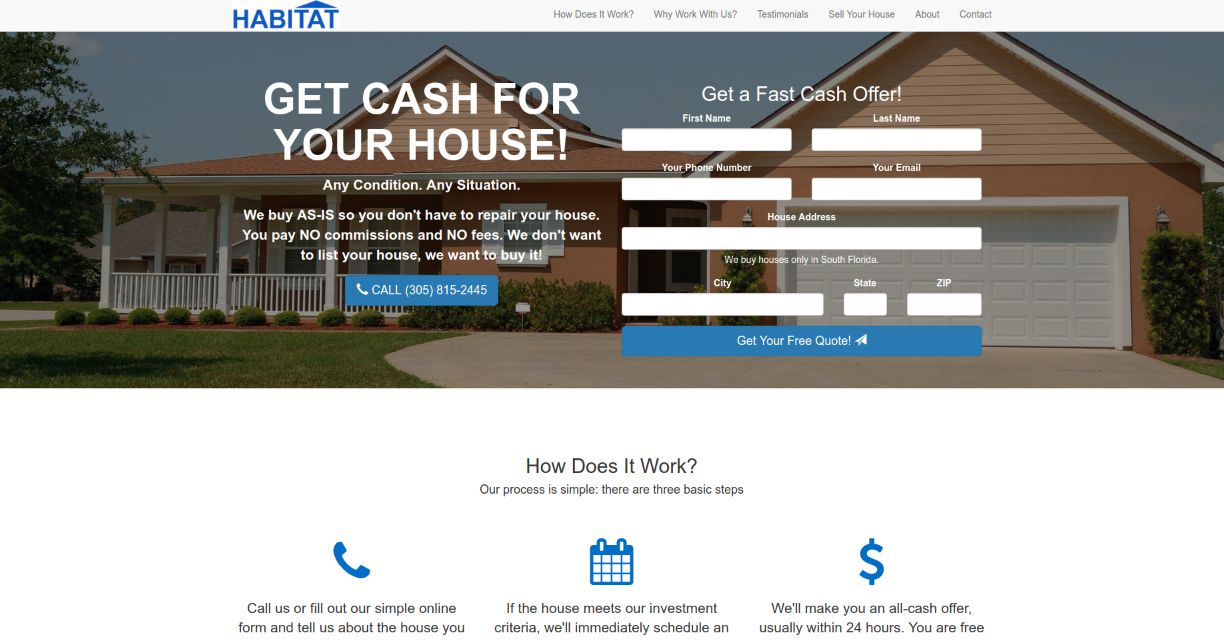 HABITAT
How Does It Work?
Why Work With Us?
Testimonials
Sell Your House
About
Contact
GET CASH FOR
YOUR HOUSE!
Any Condition. Any Situation.
We buy AS-IS so you don't have to repair your house.
You pay NO commissions and NO fees. We don't want
to list your house, we want to buy it!
CALL (305) 815-2445
Get a Fast Cash Offer!
First Name
Last Name
Your Phone Number
Your Email
House Address
We buy houses only in South Florida.
City
State
ZIP
Get Your Free Quote!
How Does It Work?
Our process is simple: there are three basic steps
Call us or fill out our simple online
form and tell us about the house you
If the house meets our investment
criteria, we'll immediately schedule an
We'll make you an all-cash offer,
usually within 24 hours. You are free